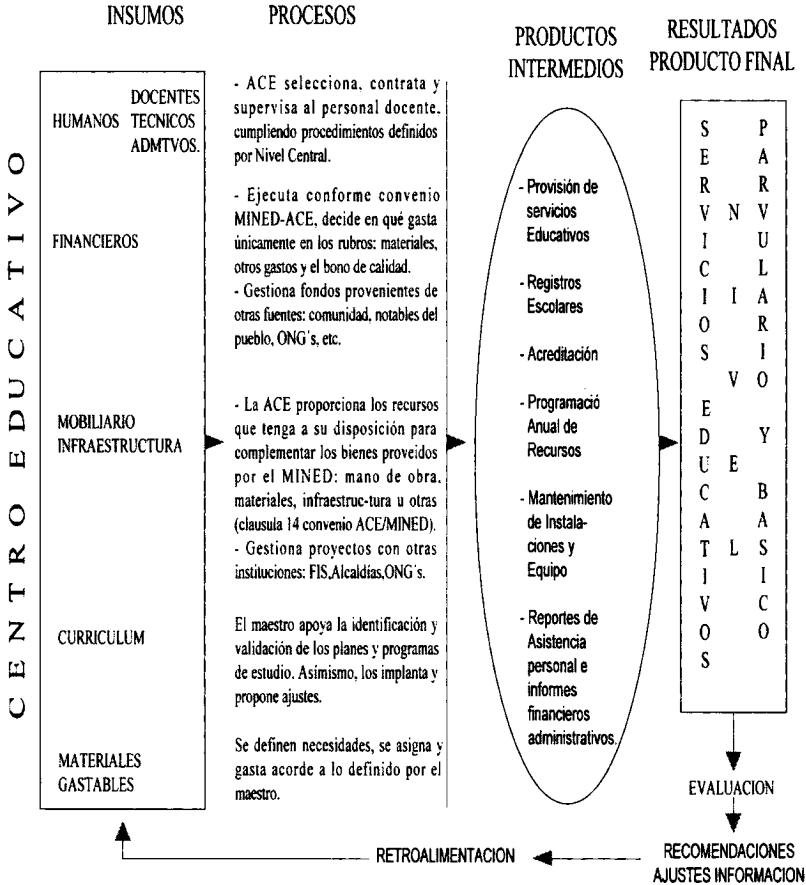 INSUMOS
PROCESOS
PRODUCTOS
INTERMEDIOS
RESULTADOS
PRODUCTO FINAL
CENTRO EDUCATIVO
HUMANOS
DOCENTES
TECNICOS
ADMTVOS.
FINANCIEROS
MOBILIARIO
INFRAESTRUCTURA
CURRICULUM
MATERIALES
GASTABLES
- ACE selecciona, contrata y
supervisa al personal docente,
cumpliendo procedimientos definidos
por Nivel Central.
- Ejecuta conforme convenio
MINED-ACE, decide en qué gasta
únicamente en los rubros: materiales,
otros gastos y el bono de calidad.
- Gestiona fondos provenientes de
otras fuentes: comunidad, notables del
pueblo, ONG´s, etc.
- La ACE proporciona los recursos
que tenga a su disposición para
complementar los bienes proveidos
por el MINED: mano de obra,
materiales, infraestruc-tura u otras
(clausula 14 convenio ACE/MINED).
- Gestiona proyectos con otras
instituciones: FIS,Alcaldías,ONG´s.
El maestro apoya la identificación y
validación de los planes y programas
de estudio. Asímismo, los implanta y
propone ajustes.
Se definen necesidades, se asigna y
gasta acorde a lo definido por el
maestro.
- Provisión de
servicios
Educativos
- Registros
Escolares
- Acreditación
- Programació
Anual de
Recursos
- Mantenimiento
de Instala-
ciones y
Equipo
- Reportes de
Asistencia
personal e
informes
financieros
administrativos.
SERVICIOS EDUCATIVOS
NIVEL
PARVULARIO Y BASICO
EVALUACION
RECOMENDACIONES
AJUSTES INFORMACION
RETROALIMENTACION